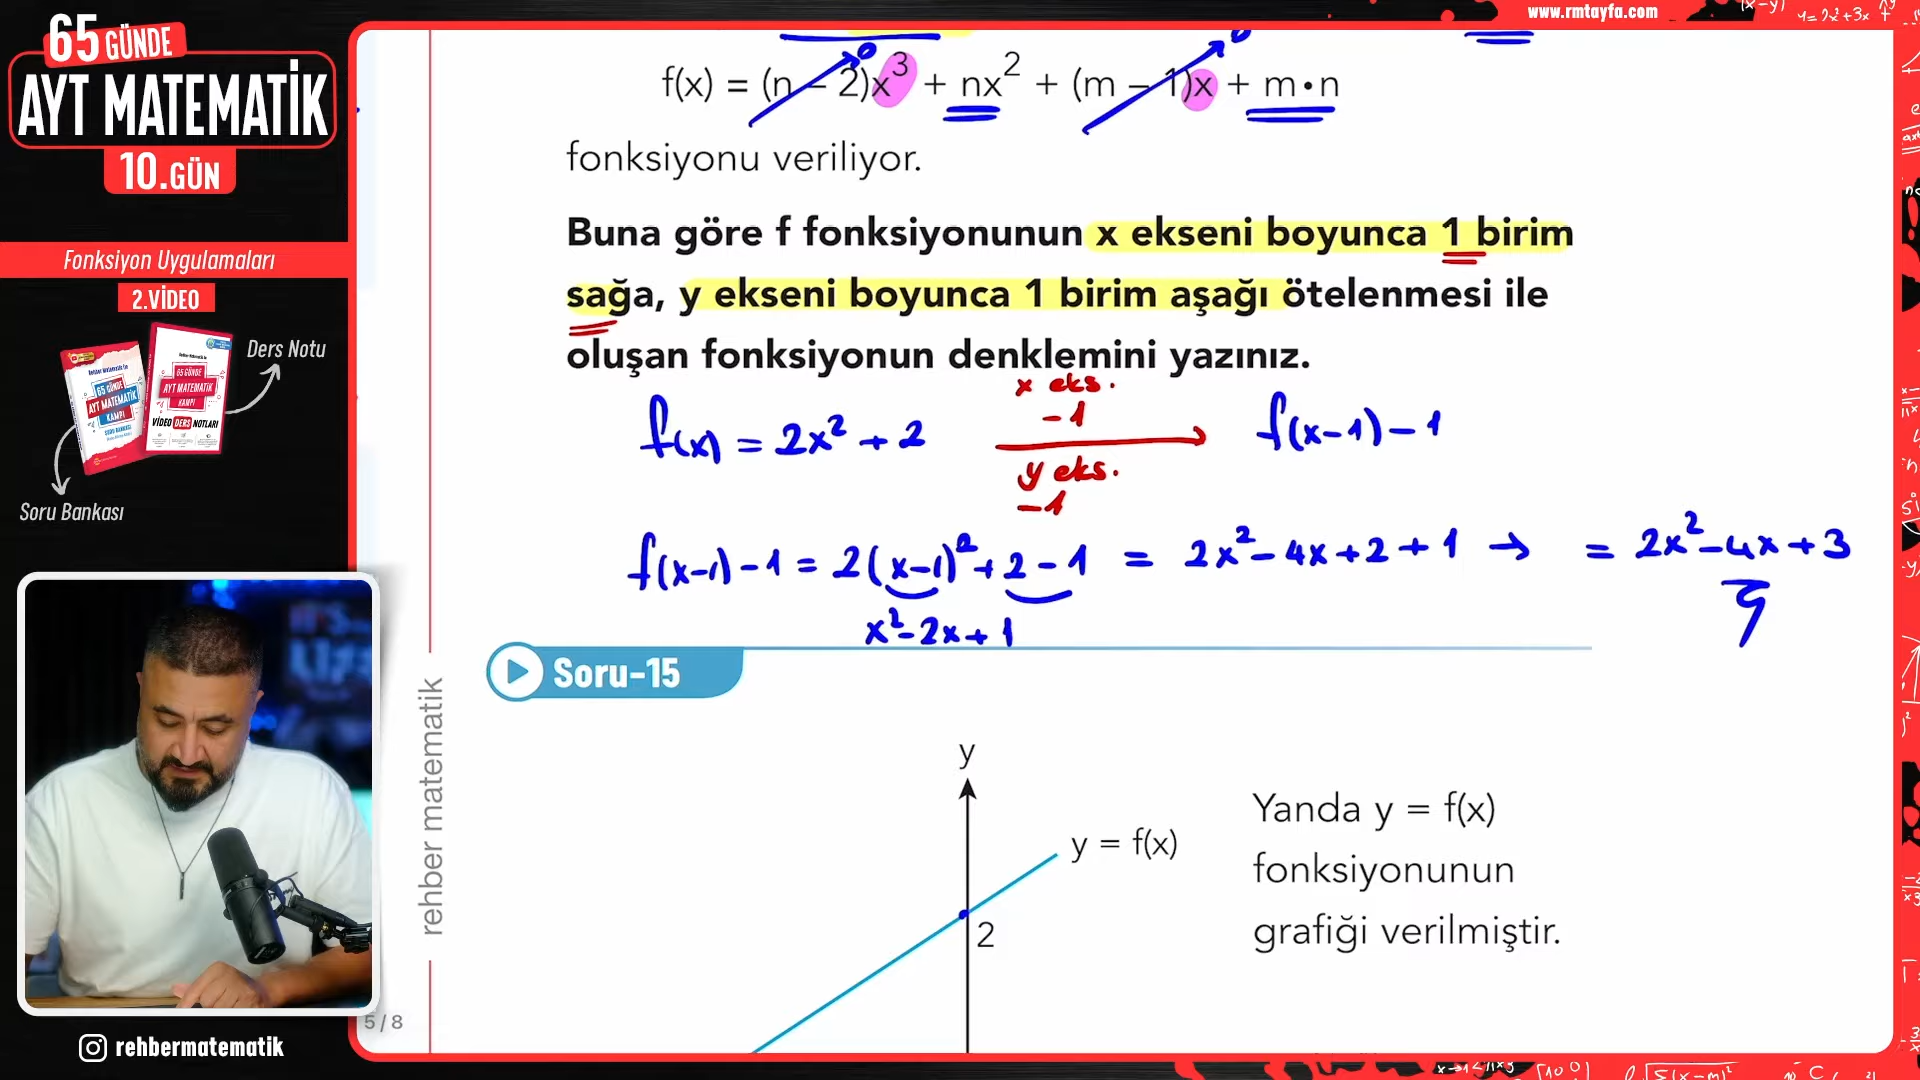 65 GÜNDE
AYT MATEMATİK
10.GÜN
Fonksiyon Uygulamaları
2.VİDEO
Ders Notu
Soru Bankası
rehbermatematik
www.rmtayfa.com
f(x) = (n – 2)x³ + nx² + (m – 1)x + m•n
0
0
fonksiyonu veriliyor.
Buna göre f fonksiyonunun x ekseni boyunca 1 birim
sağa, y ekseni boyunca 1 birim aşağı ötelenmesi ile
oluşan fonksiyonun denklemini yazınız.
f(x) = 2x² + 2
x eks.
-1
y eks.
-1
f(x-1)-1
f(x-1)-1 = 2(x-1)²+2-1 = 2x²-4x+2+1 → = 2x²-4x+3
x²-2x+1
Soru-15
y
y = f(x)
2
Yanda y = f(x)
fonksiyonunun
grafiği verilmiştir.
rehber matematik
5 / 8